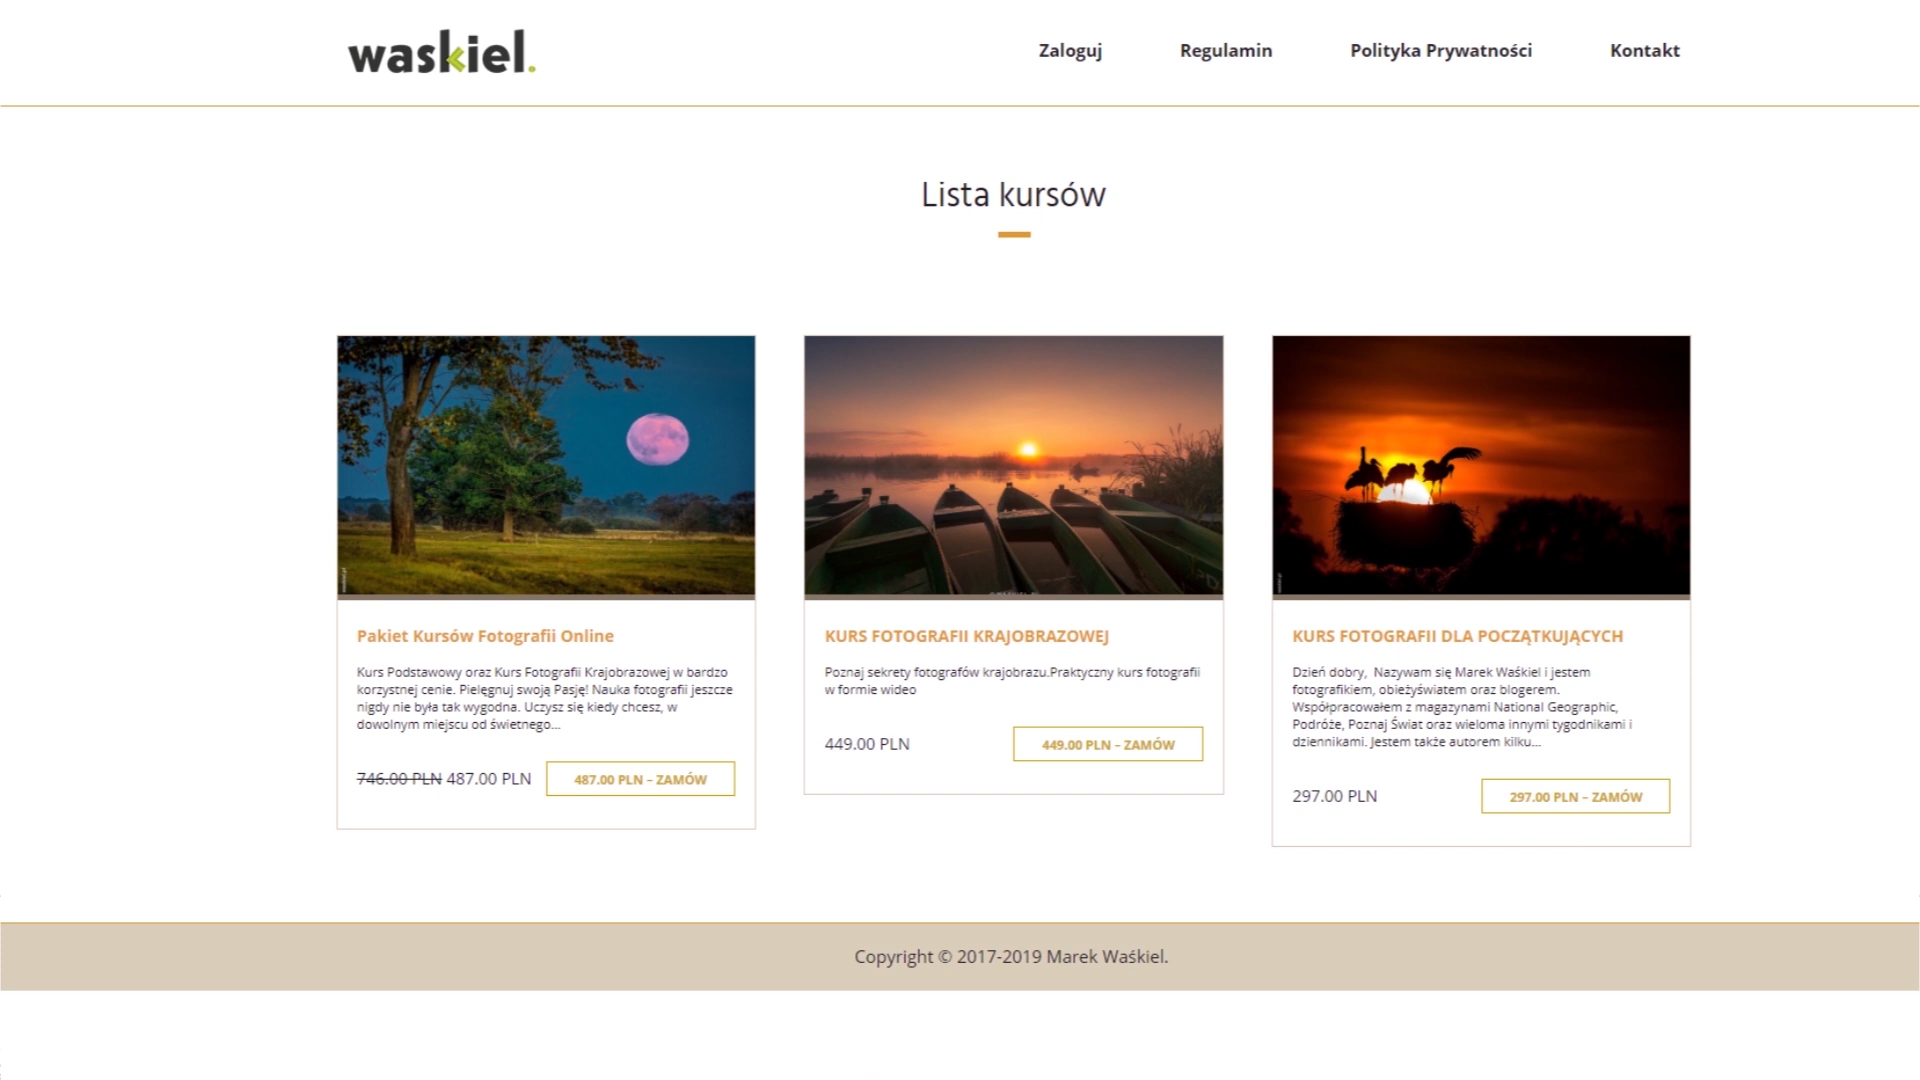 waskiel.
Zaloguj
Regulamin
Polityka Prywatności
Kontakt
Lista kursów
Pakiet Kursów Fotografii Online
Kurs Podstawowy oraz Kurs Fotografii Krajobrazowej w bardzo
korzystnej cenie. Pielęgnuj swoją Pasję! Nauka fotografii jeszcze
nigdy nie była tak wygodna. Uczysz się kiedy chcesz, w
dowolnym miejscu od świetnego...
746.00 PLN 487.00 PLN
487.00 PLN – ZAMÓW
KURS FOTOGRAFII KRAJOBRAZOWEJ
Poznaj sekrety fotografów krajobrazu.Praktyczny kurs fotografii
w formie wideo
449.00 PLN
449.00 PLN – ZAMÓW
KURS FOTOGRAFII DLA POCZĄTKUJĄCYCH
Dzień dobry, Nazywam się Marek Waśkiel i jestem
fotografikiem, obieżyświatem oraz blogerem.
Współpracowałem z magazynami National Geographic,
Podróże, Poznaj Świat oraz wieloma innymi tygodnikami i
dziennikami. Jestem także autorem kilku...
297.00 PLN
297.00 PLN – ZAMÓW
Copyright © 2017-2019 Marek Waśkiel.